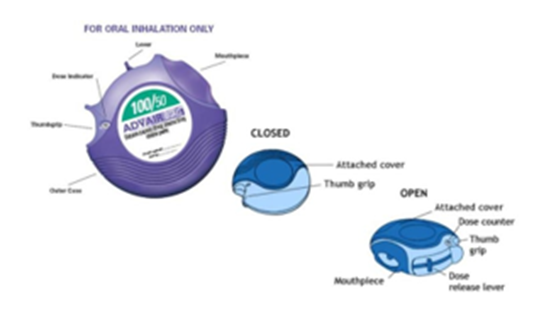 FOR ORAL INHALATION ONLY
Lever
Mouthpiece
Dose Indicator
100/50
ADVAIR
Thumbgrip
Outer Case
CLOSED
Attached cover
Thumb grip
OPEN
Attached cover
Dose counter
Thumb
grip
Mouthpiece
Dose
release lever